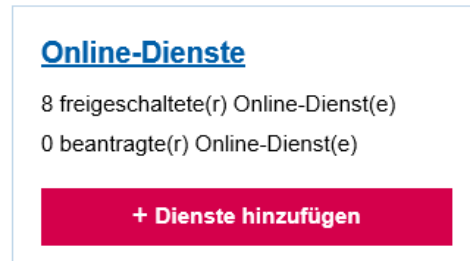 Online-Dienste
8 freigeschaltete(r) Online-Dienst(e)
0 beantragte(r) Online-Dienst(e)
+ Dienste hinzufügen